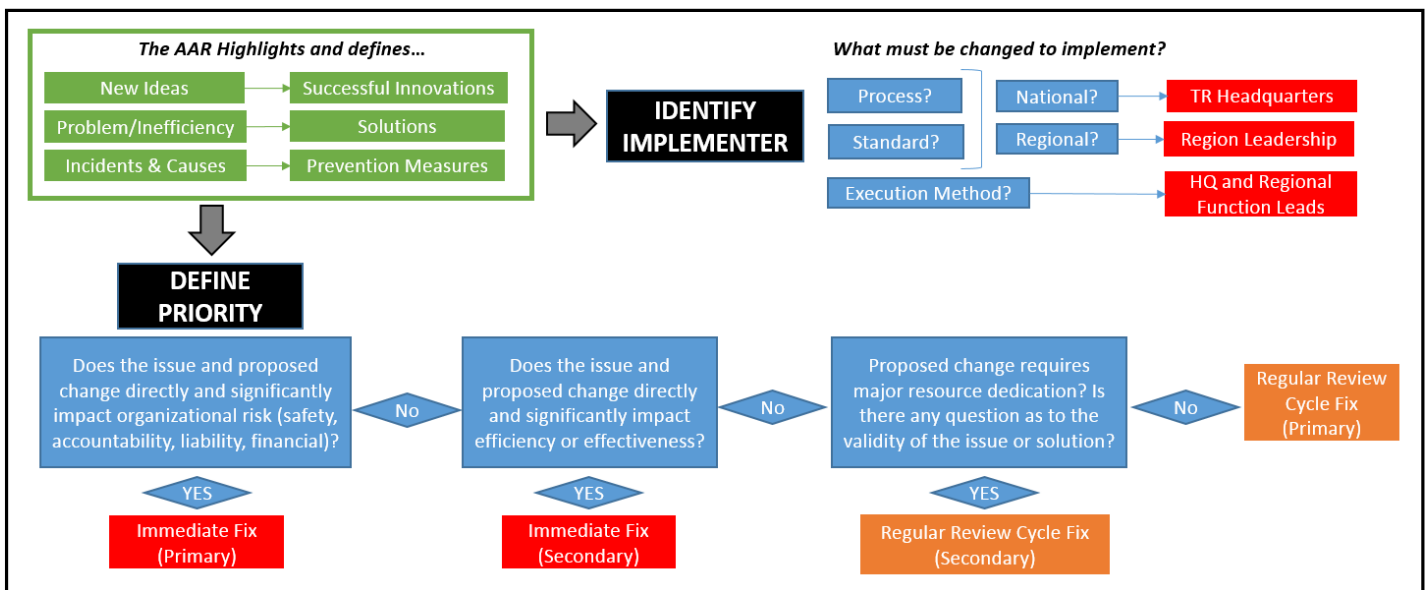 The AAR Highlights and defines…
New Ideas
Successful Innovations
Problem/Inefficiency
Solutions
Incidents & Causes
Prevention Measures
IDENTIFY
IMPLEMENTER
What must be changed to implement?
Process?
National?
TR Headquarters
Standard?
Regional?
Region Leadership
Execution Method?
HQ and Regional
Function Leads
DEFINE
PRIORITY
Does the issue and proposed
change directly and significantly
impact organizational risk (safety,
accountability, liability, financial)?
No
Does the issue and
proposed change directly
and significantly impact
efficiency or effectiveness?
No
Proposed change requires
major resource dedication? Is
there any question as to the
validity of the issue or solution?
No
Regular Review
Cycle Fix
(Primary)
YES
Immediate Fix
(Primary)
YES
Immediate Fix
(Secondary)
YES
Regular Review Cycle Fix
(Secondary)